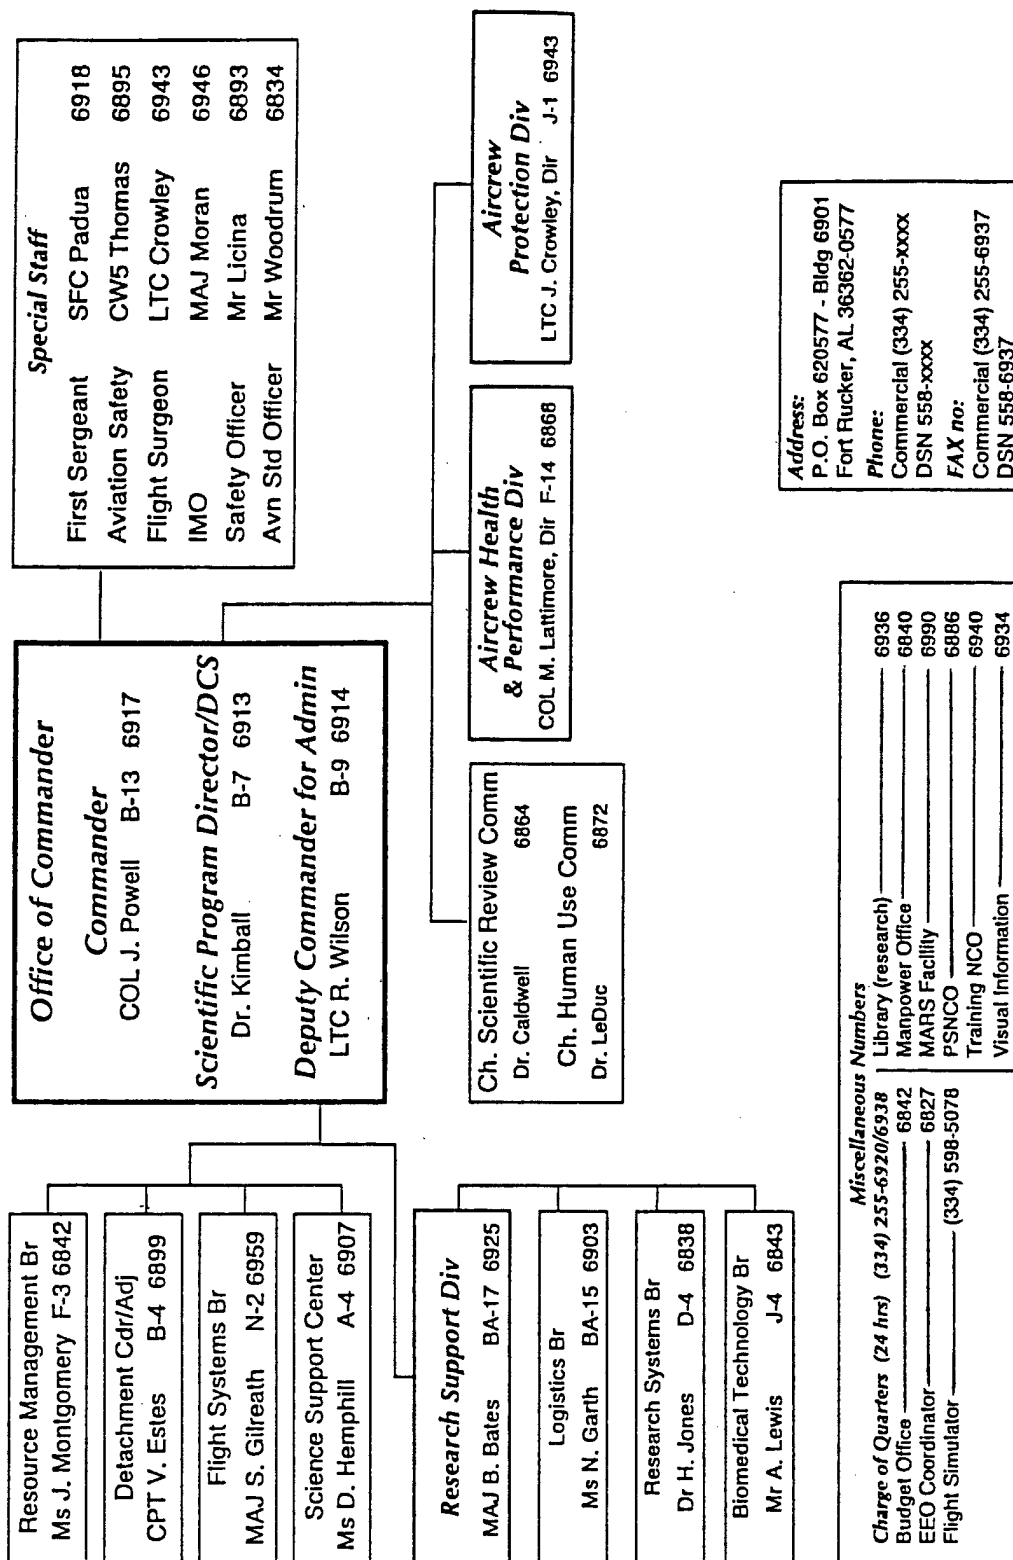 Office of Commander
Commander
COL J. Powell B-13 6917
Scientific Program Director/DCS
Dr. Kimball B-7 6913
Deputy Commander for Admin
LTC R. Wilson B-9 6914
Special Staff
First Sergeant SFC Padua 6918
Aviation Safety CW5 Thomas 6895
Flight Surgeon LTC Crowley 6943
IMO MAJ Moran 6946
Safety Officer Mr Licina 6893
Avn Std Officer Mr Woodrum 6834
Resource Management Br
Ms J. Montgomery F-3 6842
Detachment Cdr/Adj
CPT V. Estes B-4 6899
Flight Systems Br
MAJ S. Gilreath N-2 6959
Science Support Center
Ms D. Hemphill A-4 6907
Research Support Div
MAJ B. Bates BA-17 6925
Logistics Br
Ms N. Garth BA-15 6903
Research Systems Br
Dr H. Jones D-4 6838
Biomedical Technology Br
Mr A. Lewis J-4 6843
Ch. Scientific Review Comm
Dr. Caldwell 6864
Ch. Human Use Comm
Dr. LeDuc 6872
Aircrew Health
& Performance Div
COL M. Lattimore, Dir F-14 6868
Aircrew
Protection Div
LTC J. Crowley, Dir J-1 6943
Miscellaneous Numbers
Charge of Quarters (24 hrs) (334) 255-6920/6938
Budget Office 6842
EEO Coordinator 6827
Flight Simulator (334) 598-5078
Library (research) 6936
Manpower Office 6840
MARS Facility 6990
PSNCO 6886
Training NCO 6940
Visual Information 6934
Address:
P.O. Box 620577 - Bldg 6901
Fort Rucker, AL 36362-0577
Phone:
Commercial (334) 255-xxxx
DSN 558-xxxx
FAX no:
Commercial (334) 255-6937
DSN 558-6937